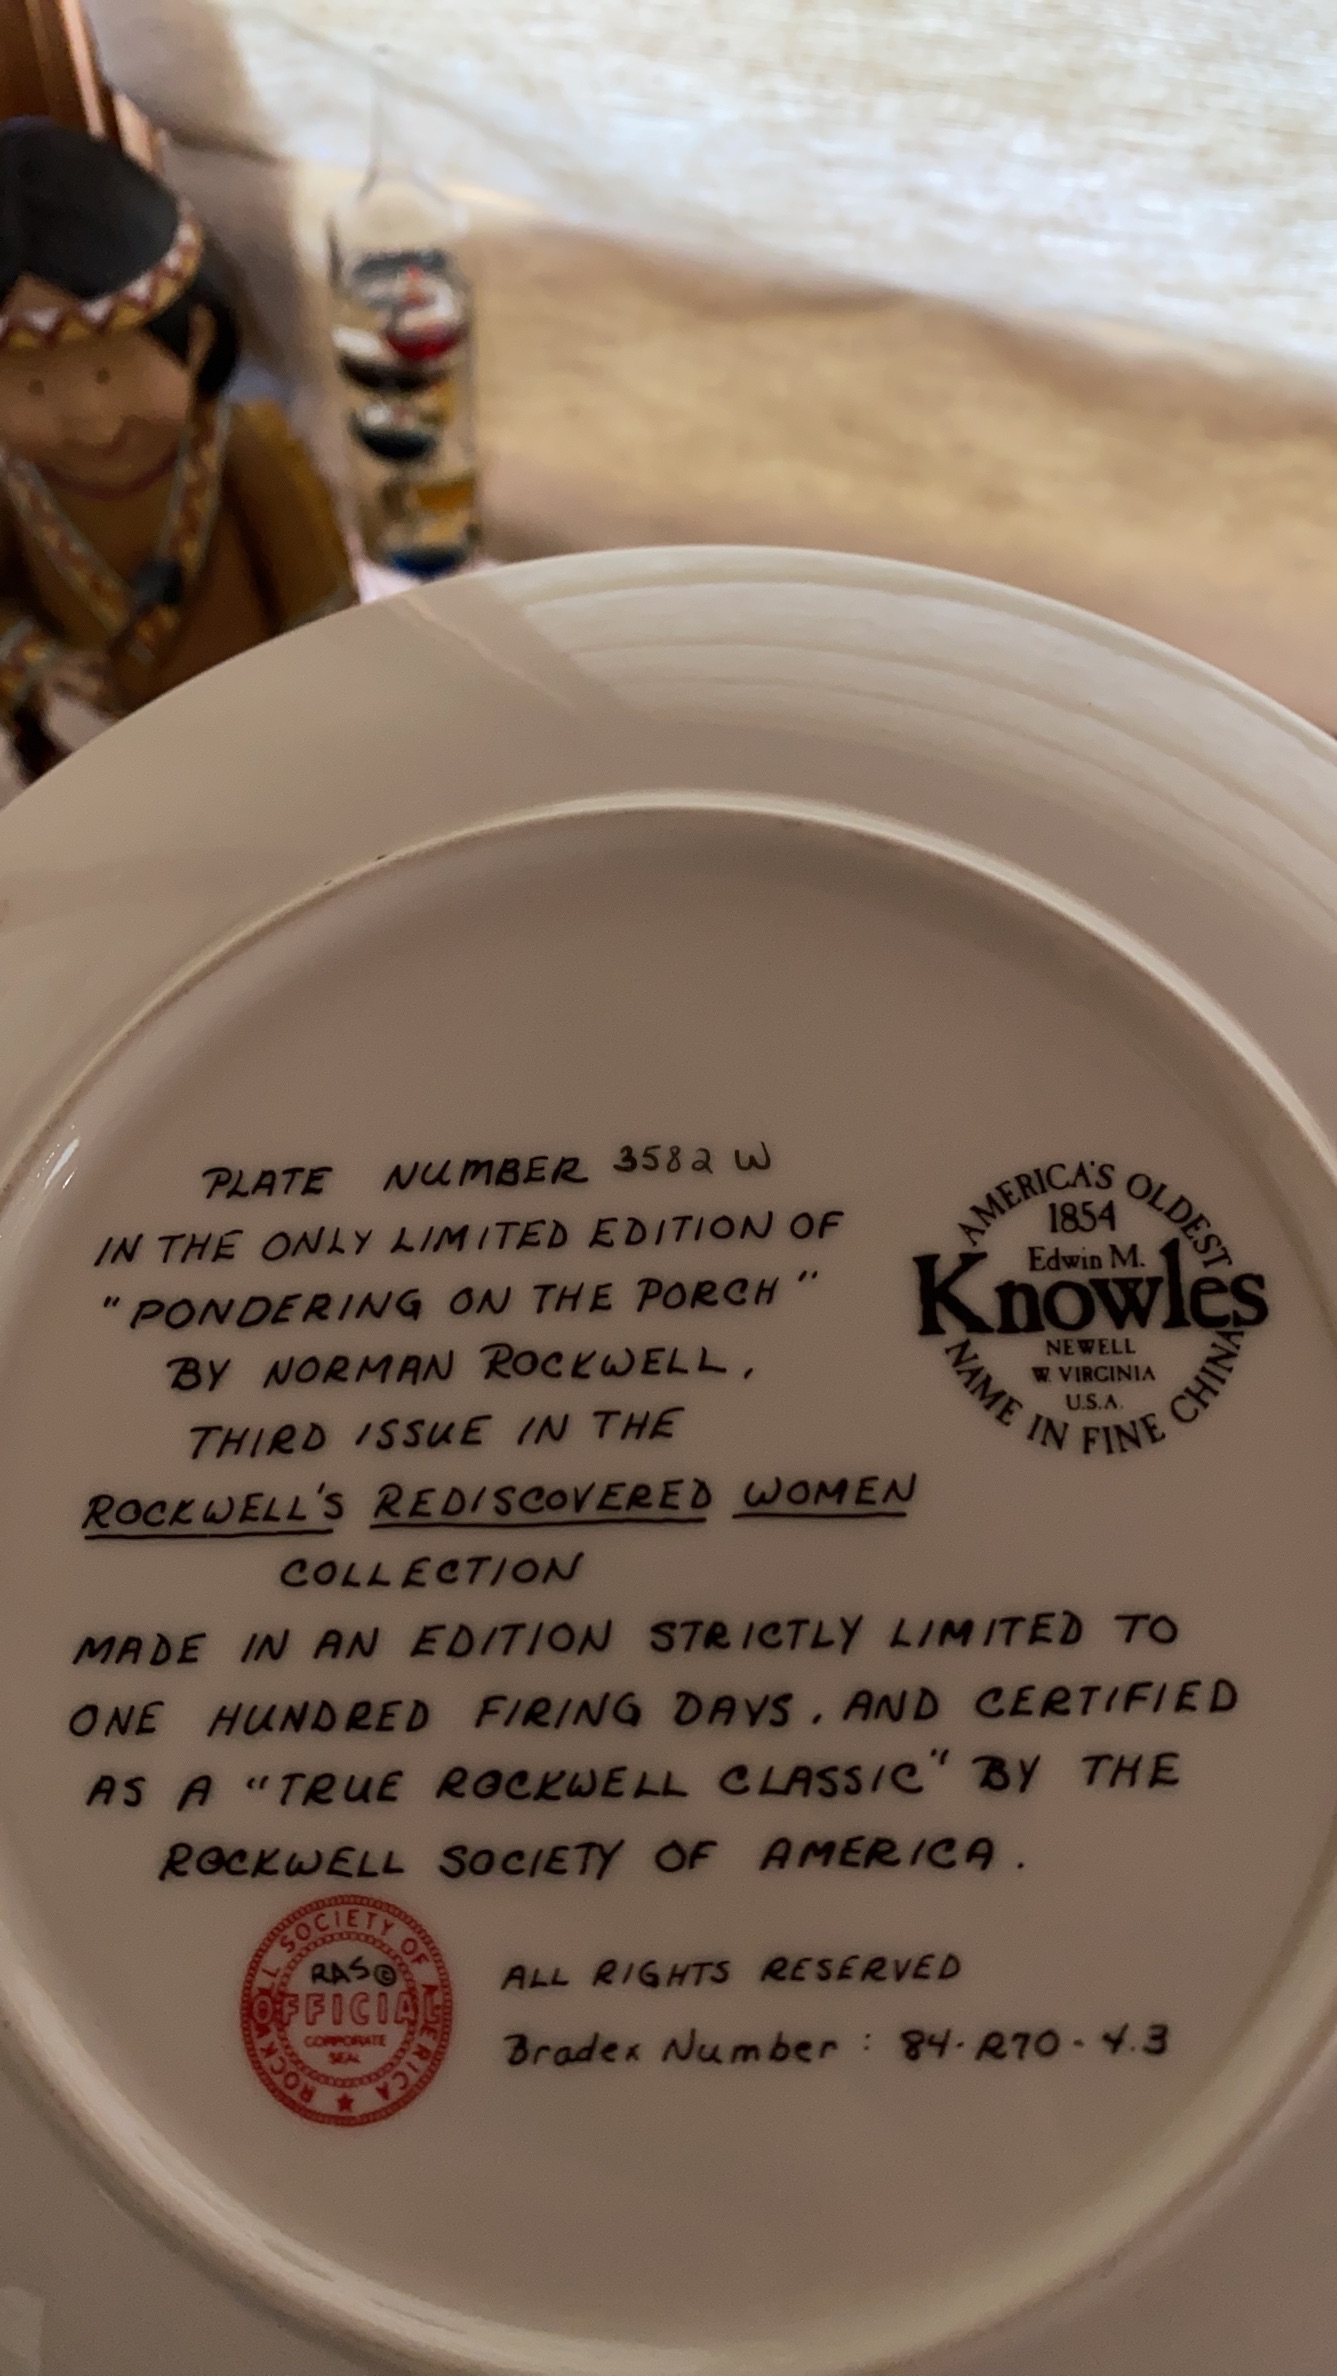 PLATE NUMBER 3582 W
IN THE ONLY LIMITED EDITION OF
"PONDERING ON THE PORCH"
BY NORMAN ROCKWELL,
THIRD ISSUE IN THE
ROCKWELL'S REDISCOVERED WOMEN
COLLECTION
MADE IN AN EDITION STRICTLY LIMITED TO
ONE HUNDRED FIRING DAYS, AND CERTIFIED
AS A "TRUE ROCKWELL CLASSIC" BY THE
ROCKWELL SOCIETY OF AMERICA.
AMERICA'S OLDEST
1854
Edwin M.
Knowles
NEWELL
W. VIRGINIA
U.S.A.
NAME IN FINE CHINA
ROCKWELL SOCIETY OF AMERICA
RAS©
OFFICIAL
CORPORATE
SEAL
ALL RIGHTS RESERVED
Bradex Number: 84-R70-4.3